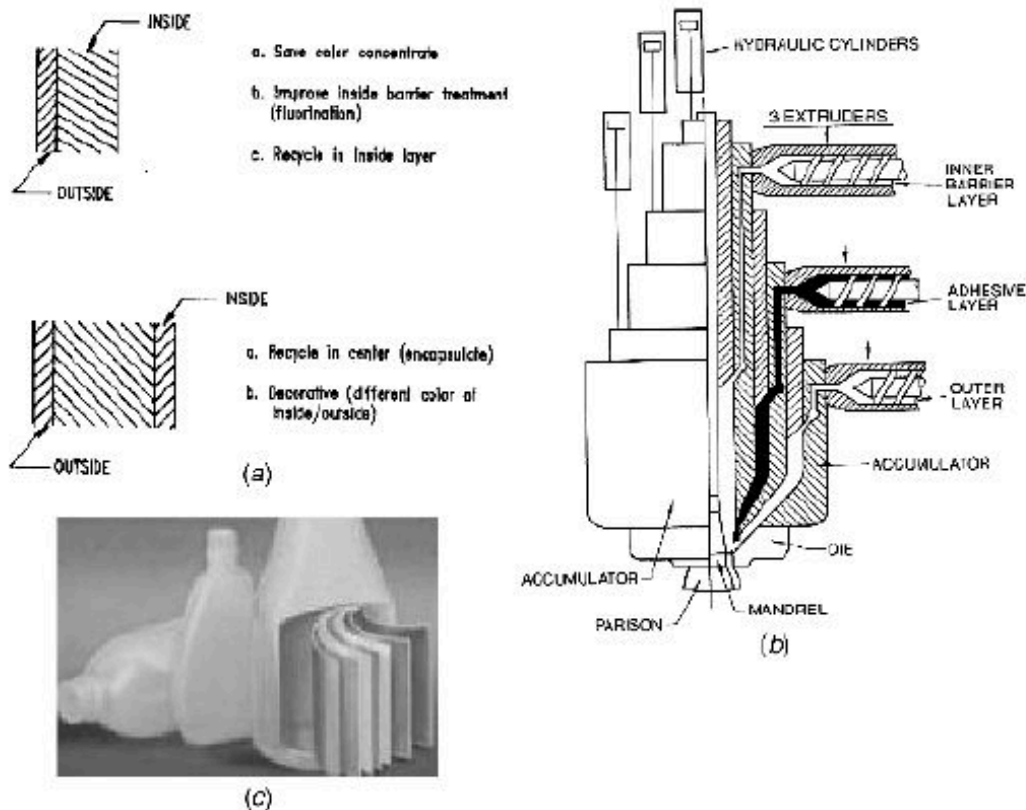 INSIDE
a. Save color concentrate
b. Improve inside barrier treatment
(fluorination)
c. Recycle in inside layer
OUTSIDE
INSIDE
a. Recycle in center (encapsulate)
b. Decorative (different color of
inside/outside)
OUTSIDE
(a)
HYDRAULIC CYLINDERS
3 EXTRUDERS
INNER
BARRIER
LAYER
ADHESIVE
LAYER
OUTER
LAYER
ACCUMULATOR
DIE
ACCUMULATOR
MANDREL
PARISON
(b)
(c)